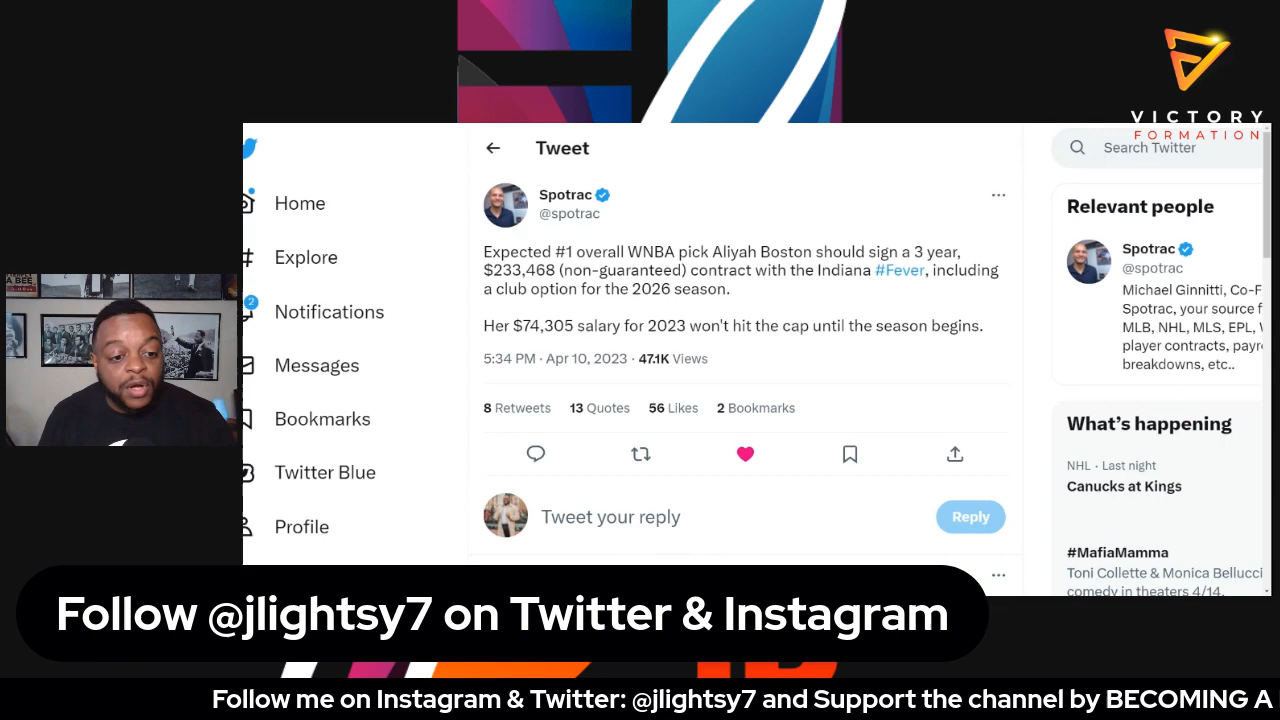 VICTORY
FORMATION
Tweet
Search Twitter
Home
Explore
Notifications
2
Messages
Bookmarks
Twitter Blue
Profile
Spotrac
@spotrac
Expected #1 overall WNBA pick Aliyah Boston should sign a 3 year,
$233,468 (non-guaranteed) contract with the Indiana #Fever, including
a club option for the 2026 season.
Her $74,305 salary for 2023 won't hit the cap until the season begins.
5:34 PM · Apr 10, 2023 · 47.1K Views
8 Retweets 13 Quotes 56 Likes 2 Bookmarks
Tweet your reply
Reply
Relevant people
Spotrac
@spotrac
Michael Ginnitti, Co-F
Spotrac, your source f
MLB, NHL, MLS, EPL,
player contracts, payr
breakdowns, etc..
What's happening
NHL · Last night
Canucks at Kings
#MafiaMamma
Toni Collette & Monica Bellucci
comedy in theaters 4/14.
Follow @jlightsy7 on Twitter & Instagram
Follow me on Instagram & Twitter: @jlightsy7 and Support the channel by BECOMING A